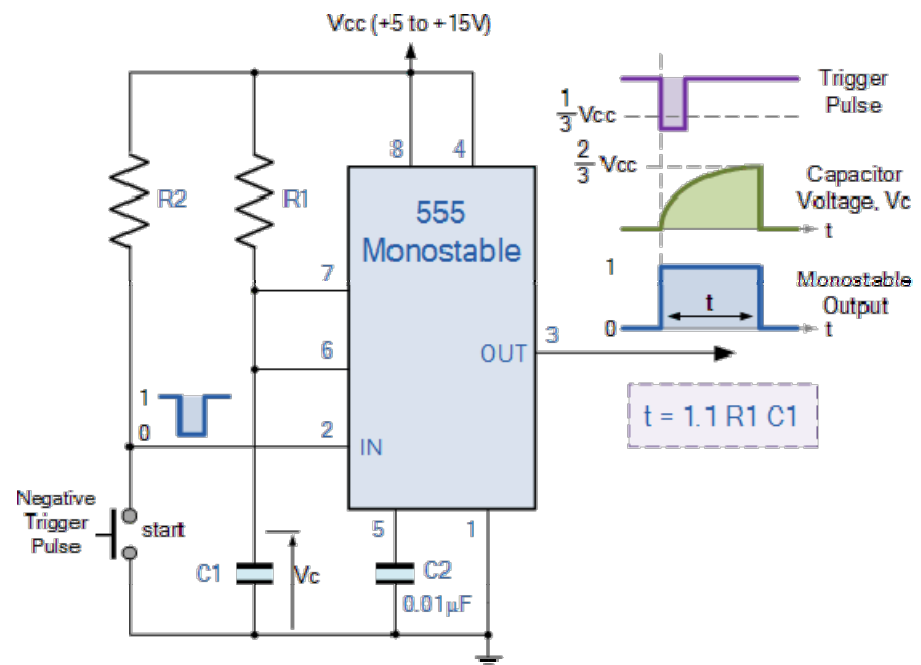 Vcc (+5 to +15V)
Trigger
Pulse
1/3 Vcc
2/3 Vcc
Capacitor
Voltage, Vc
t
8
4
R2
R1
555
Monostable
7
6
1
Monostable
Output
t
0
t
3
OUT
t = 1.1 R1 C1
1
0
2
IN
Negative
Trigger
Pulse
start
5
1
C1
Vc
C2
0.01µF